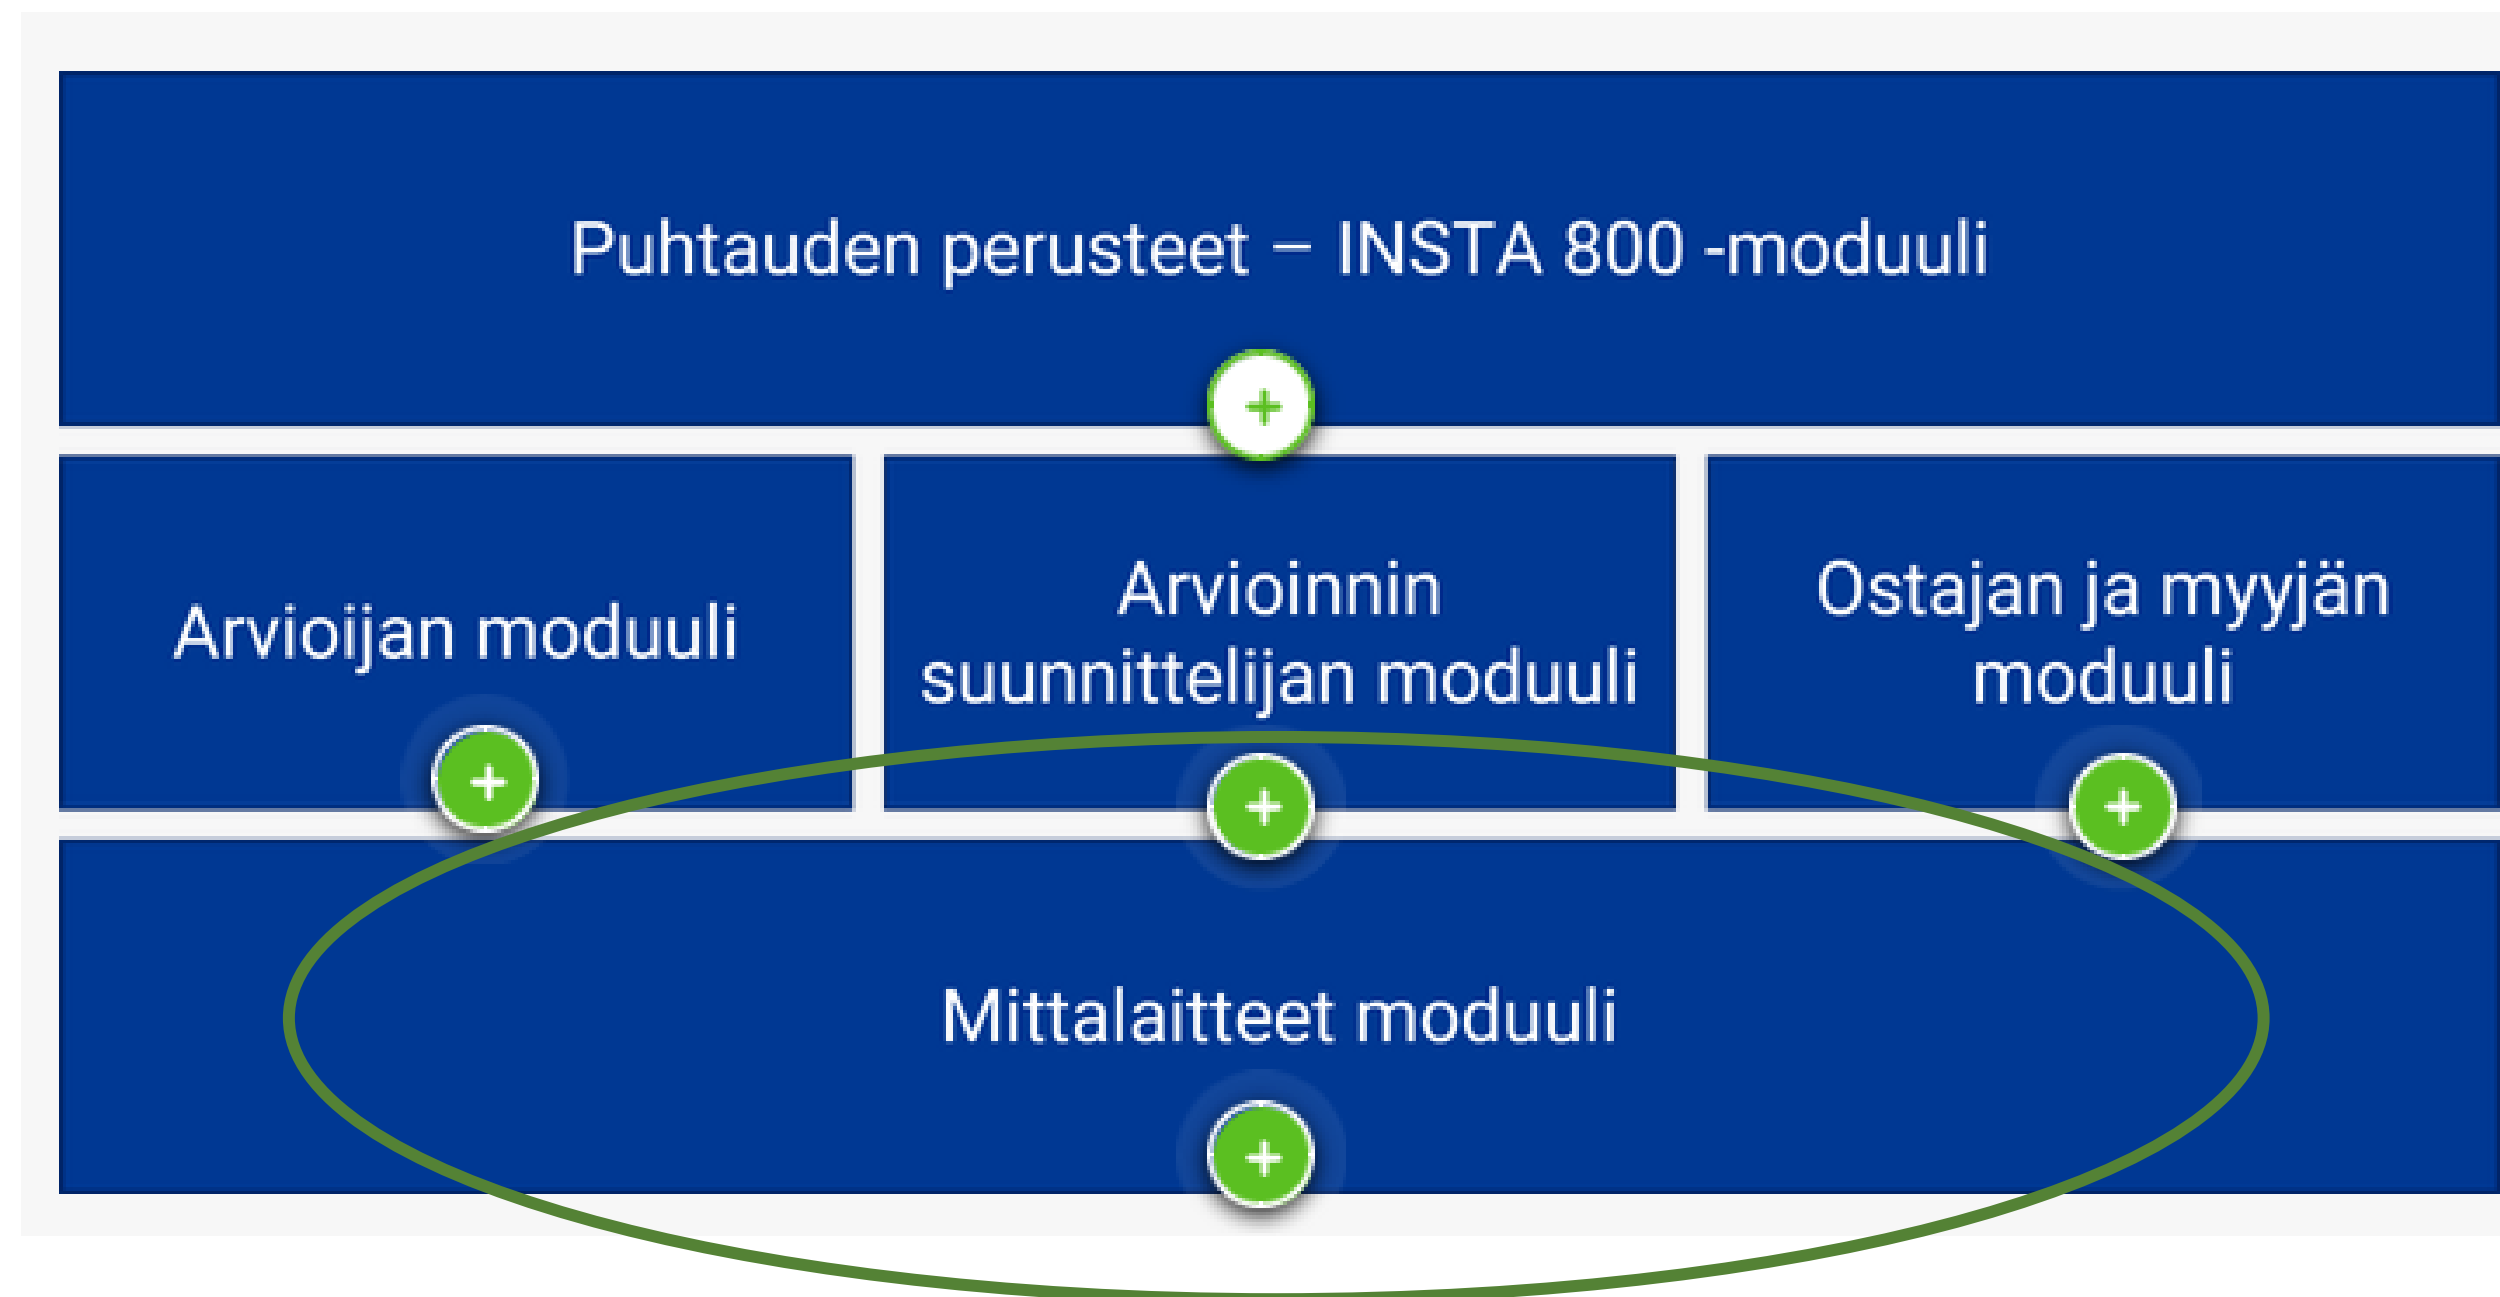 Puhtauden perusteet – INSTA 800 -moduuli
Arvioijan moduuli
Arvioinnin
suunnittelijan moduuli
Ostajan ja myyjän
moduuli
Mittalaitteet moduuli